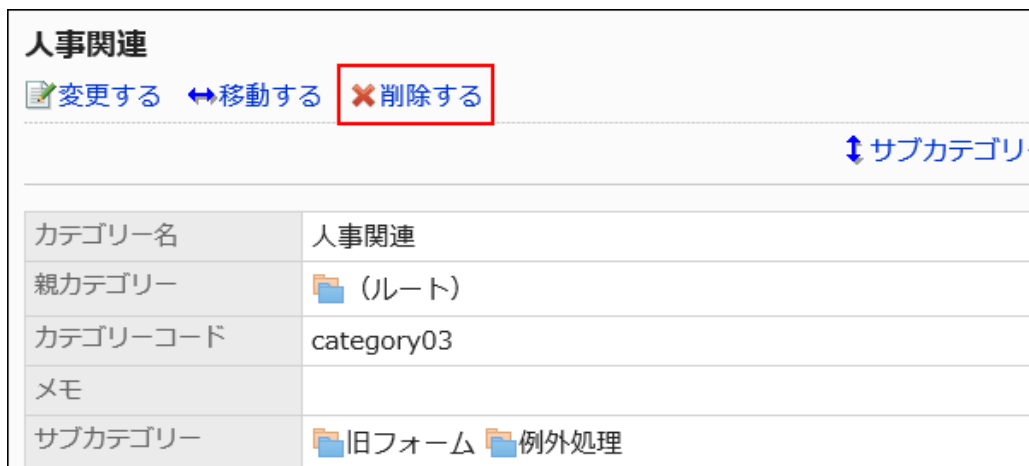 人事関連
変更する 移動する 削除する
サブカテゴリ
カテゴリー名 人事関連
親カテゴリー (ルート)
カテゴリーコード category03
メモ
サブカテゴリー 旧フォーム 例外処理